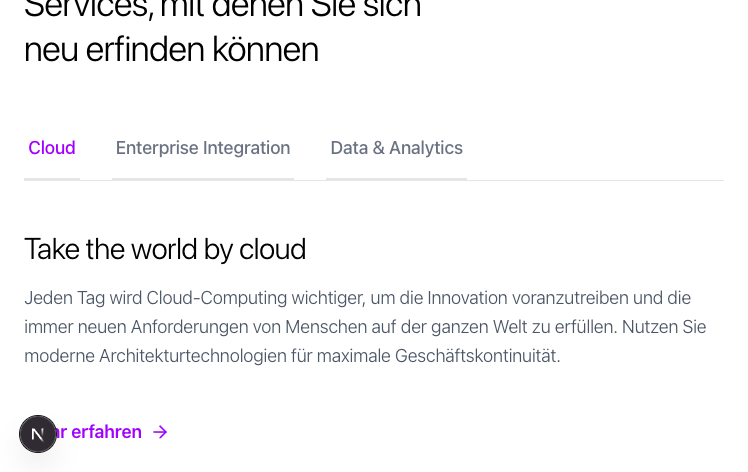 Services, mit denen Sie sich
neu erfinden können
Cloud
Enterprise Integration
Data & Analytics
Take the world by cloud
Jeden Tag wird Cloud-Computing wichtiger, um die Innovation voranzutreiben und die
immer neuen Anforderungen von Menschen auf der ganzen Welt zu erfüllen. Nutzen Sie
moderne Architekturtechnologien für maximale Geschäftskontinuität.
N
erfahren